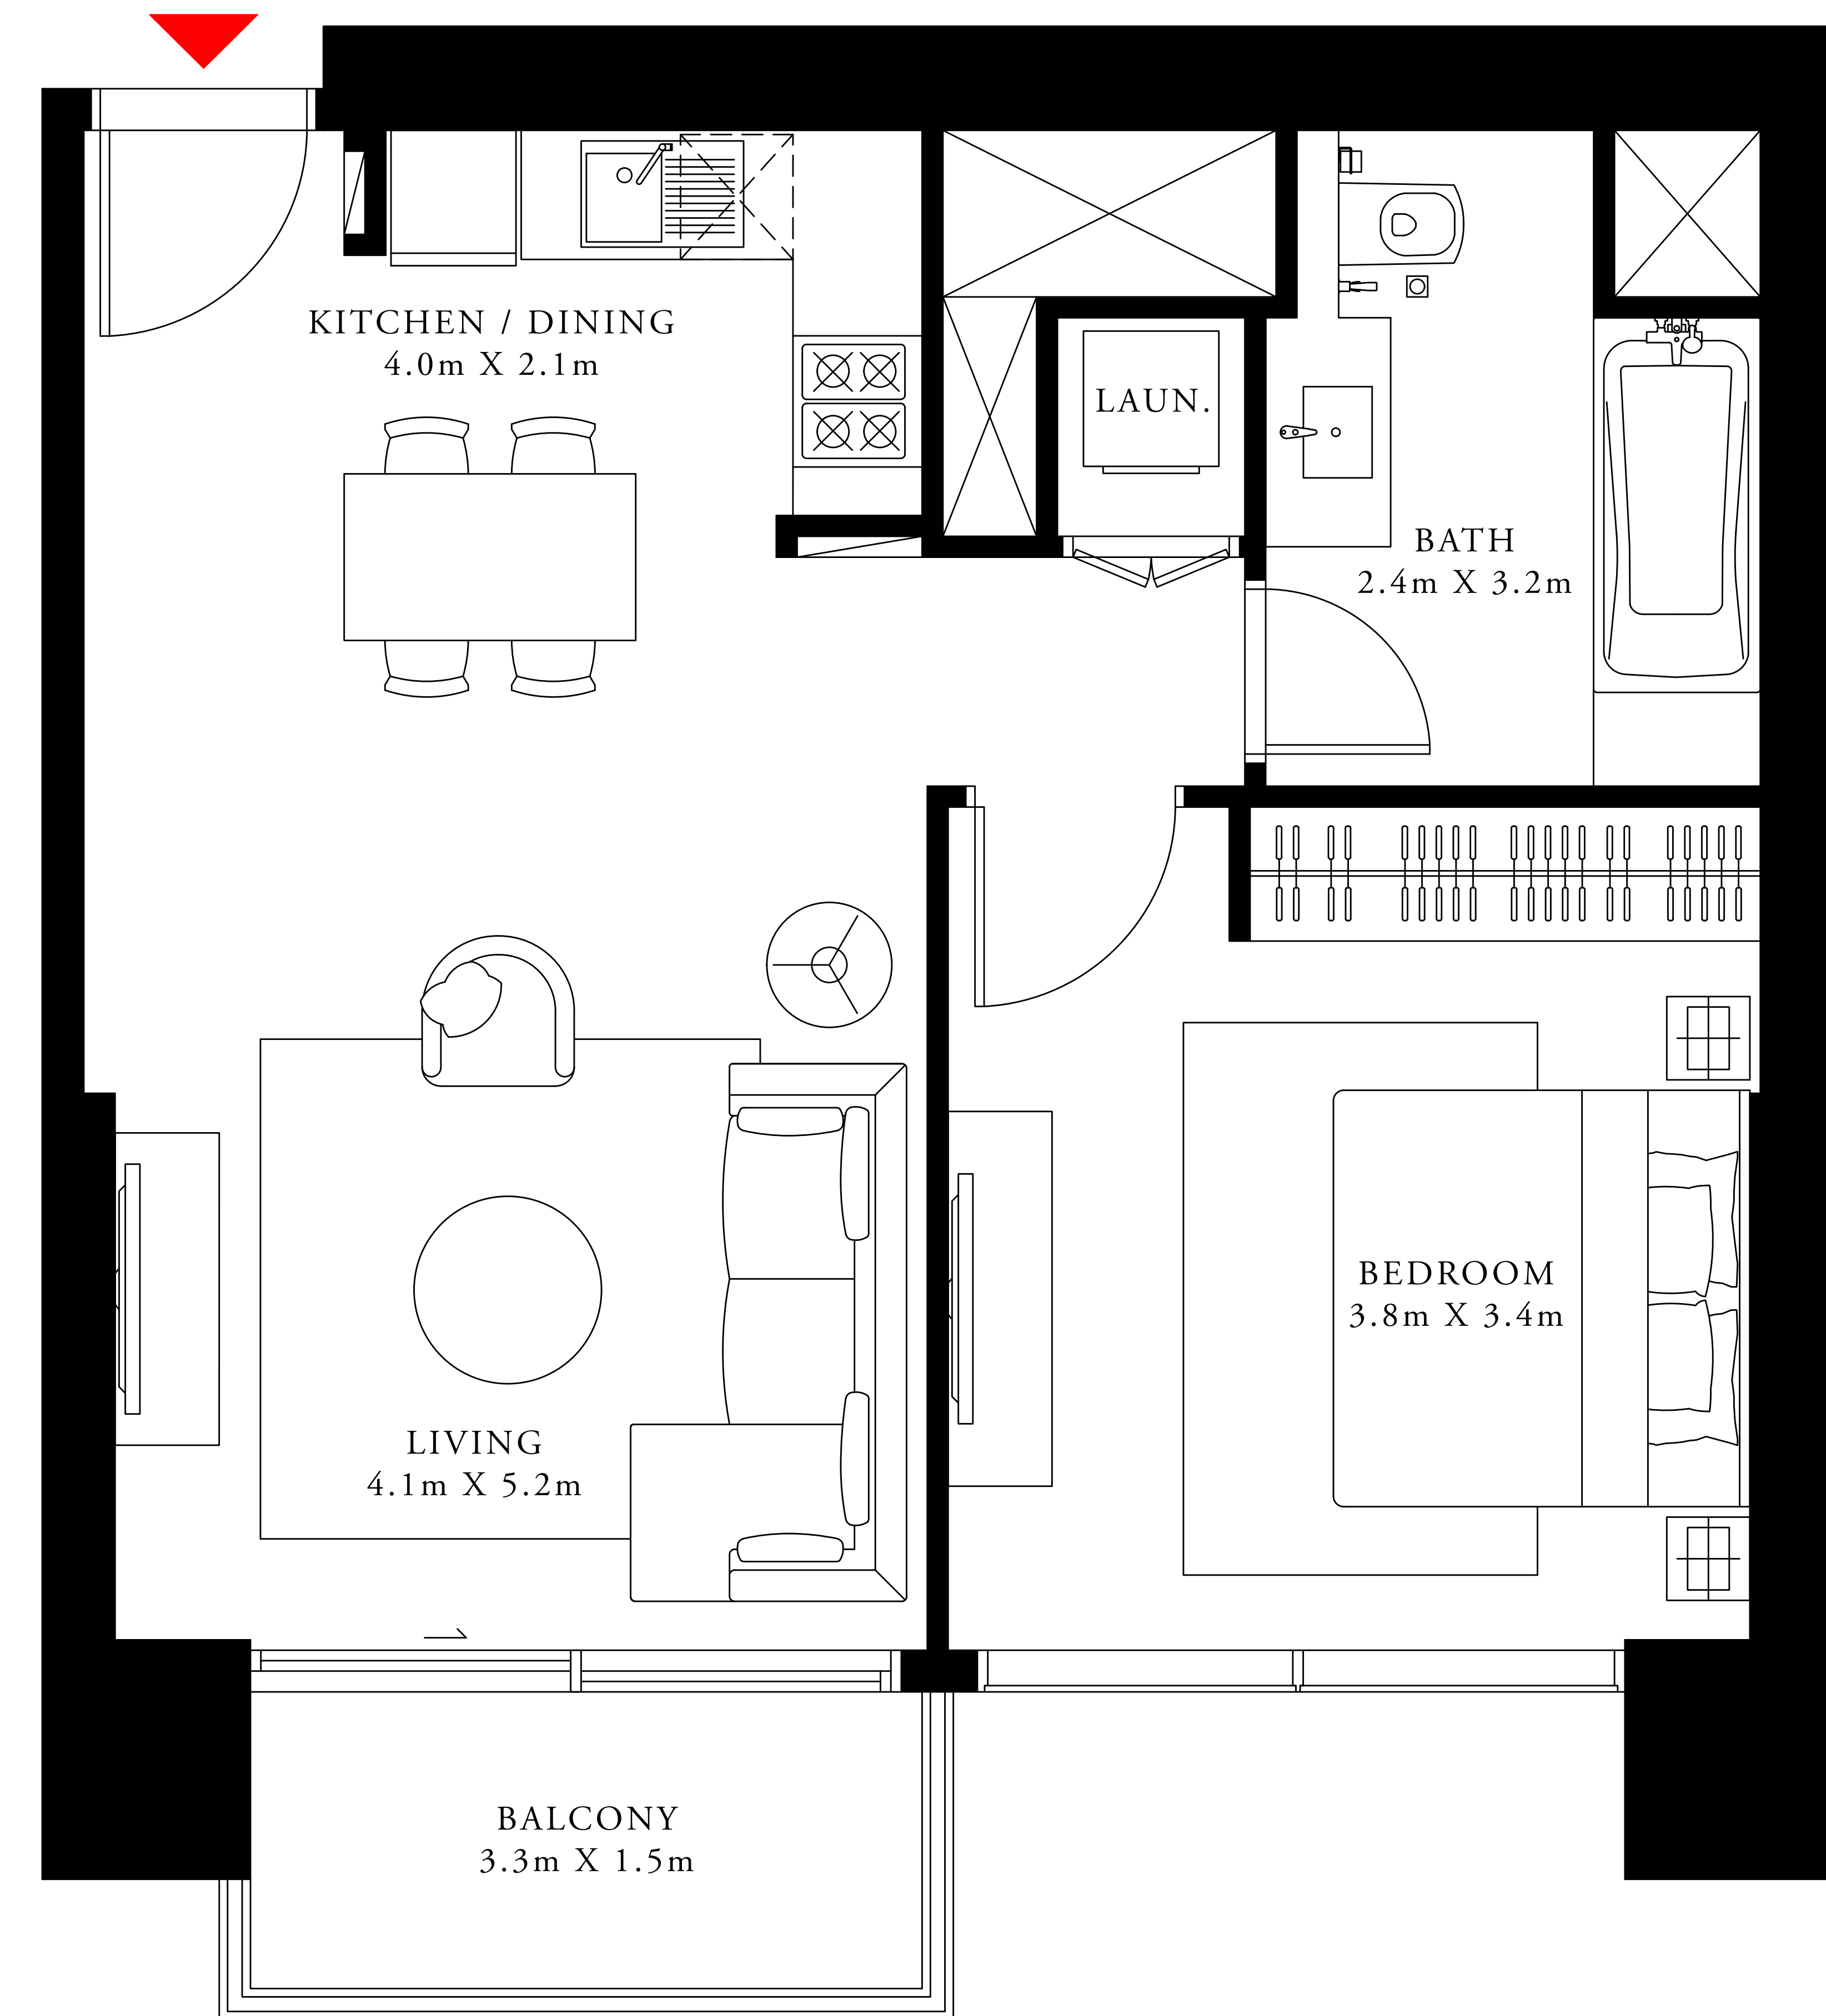 KITCHEN / DINING
4.0m X 2.1m
LAUN.
BATH
2.4m X 3.2m
BEDROOM
3.8m X 3.4m
LIVING
4.1m X 5.2m
BALCONY
3.3m X 1.5m